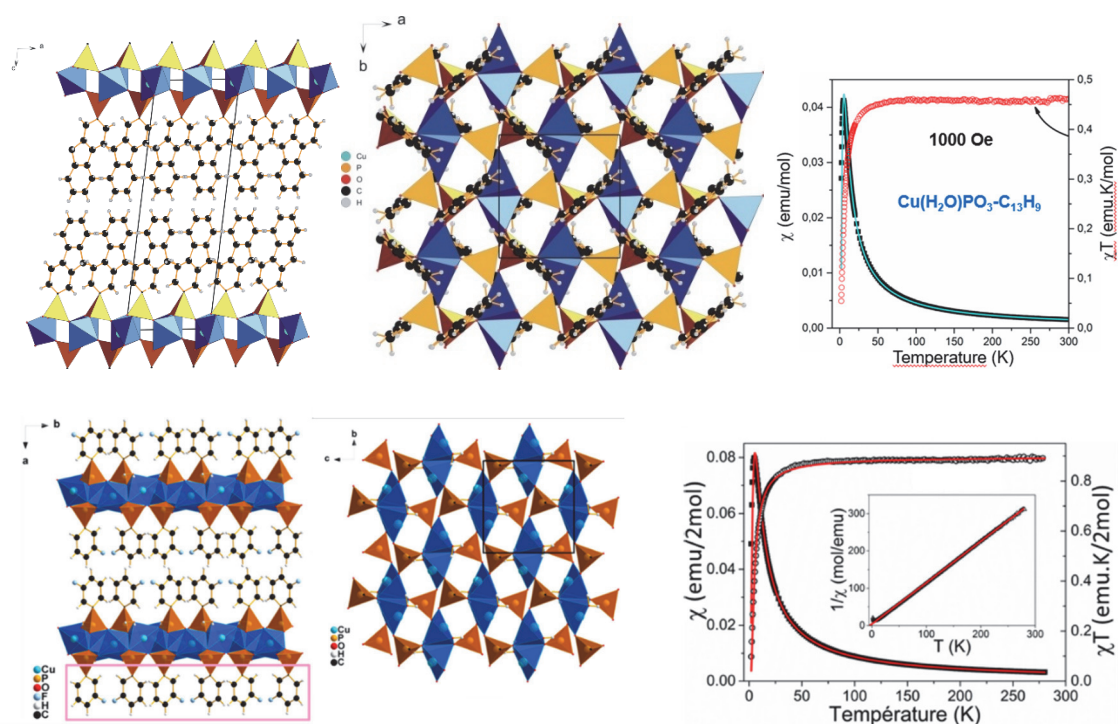 a
c
a
b
Cu
P
O
C
H
χ (emu/mol)
0,04
0,03
0,02
0,01
0,00
0 50 100 150 200 250 300
Temperature (K)
1000 Oe
Cu(H₂O)PO₃-C₁₃H₉
0,5
0,4
0,3
0,2
0,1
0,0
χT (emu.K/mol)
b
a
Cu
P
O
F
H
C
b
c
Cu
P
O
H
C
χ (emu/2mol)
0.08
0.06
0.04
0.02
0.00
0 50 100 150 200 250 300
Température (K)
1/χ (mol/emu)
300
200
100
0
0 100 200 300
T (K)
0.8
0.6
0.4
0.2
0.0
χT (emu.K/2mol)